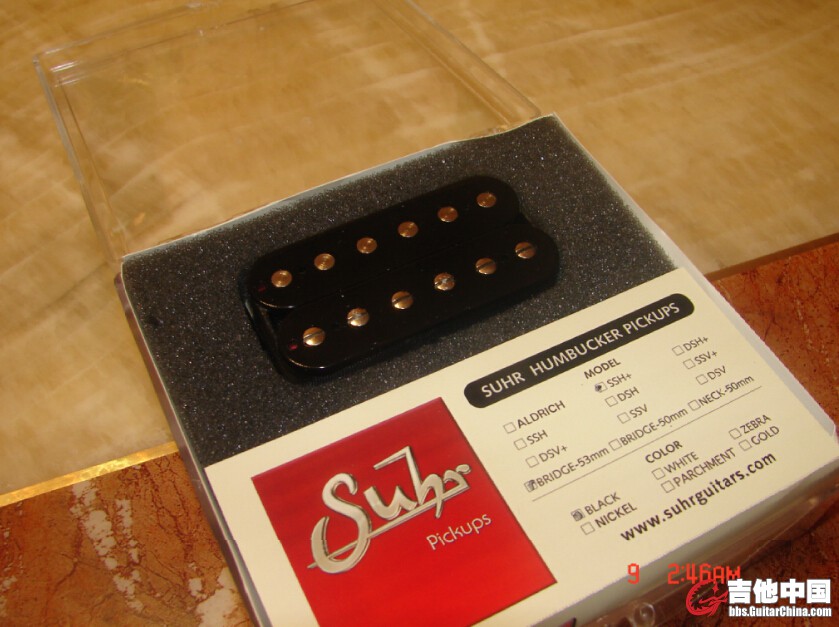 SUHR HUMBUCKER PICKUPS
MODEL
ALDRICH SSH+ DSH+
SSH DSH SSV+
DSV+ SSV DSV
BRIDGE-53mm BRIDGE-50mm NECK-50mm
COLOR
BLACK WHITE ZEBRA
NICKEL PARCHMENT GOLD
www.suhrguitars.com
Suhr
Pickups
9 2:46AM
吉他中国
bbs.GuitarChina.com